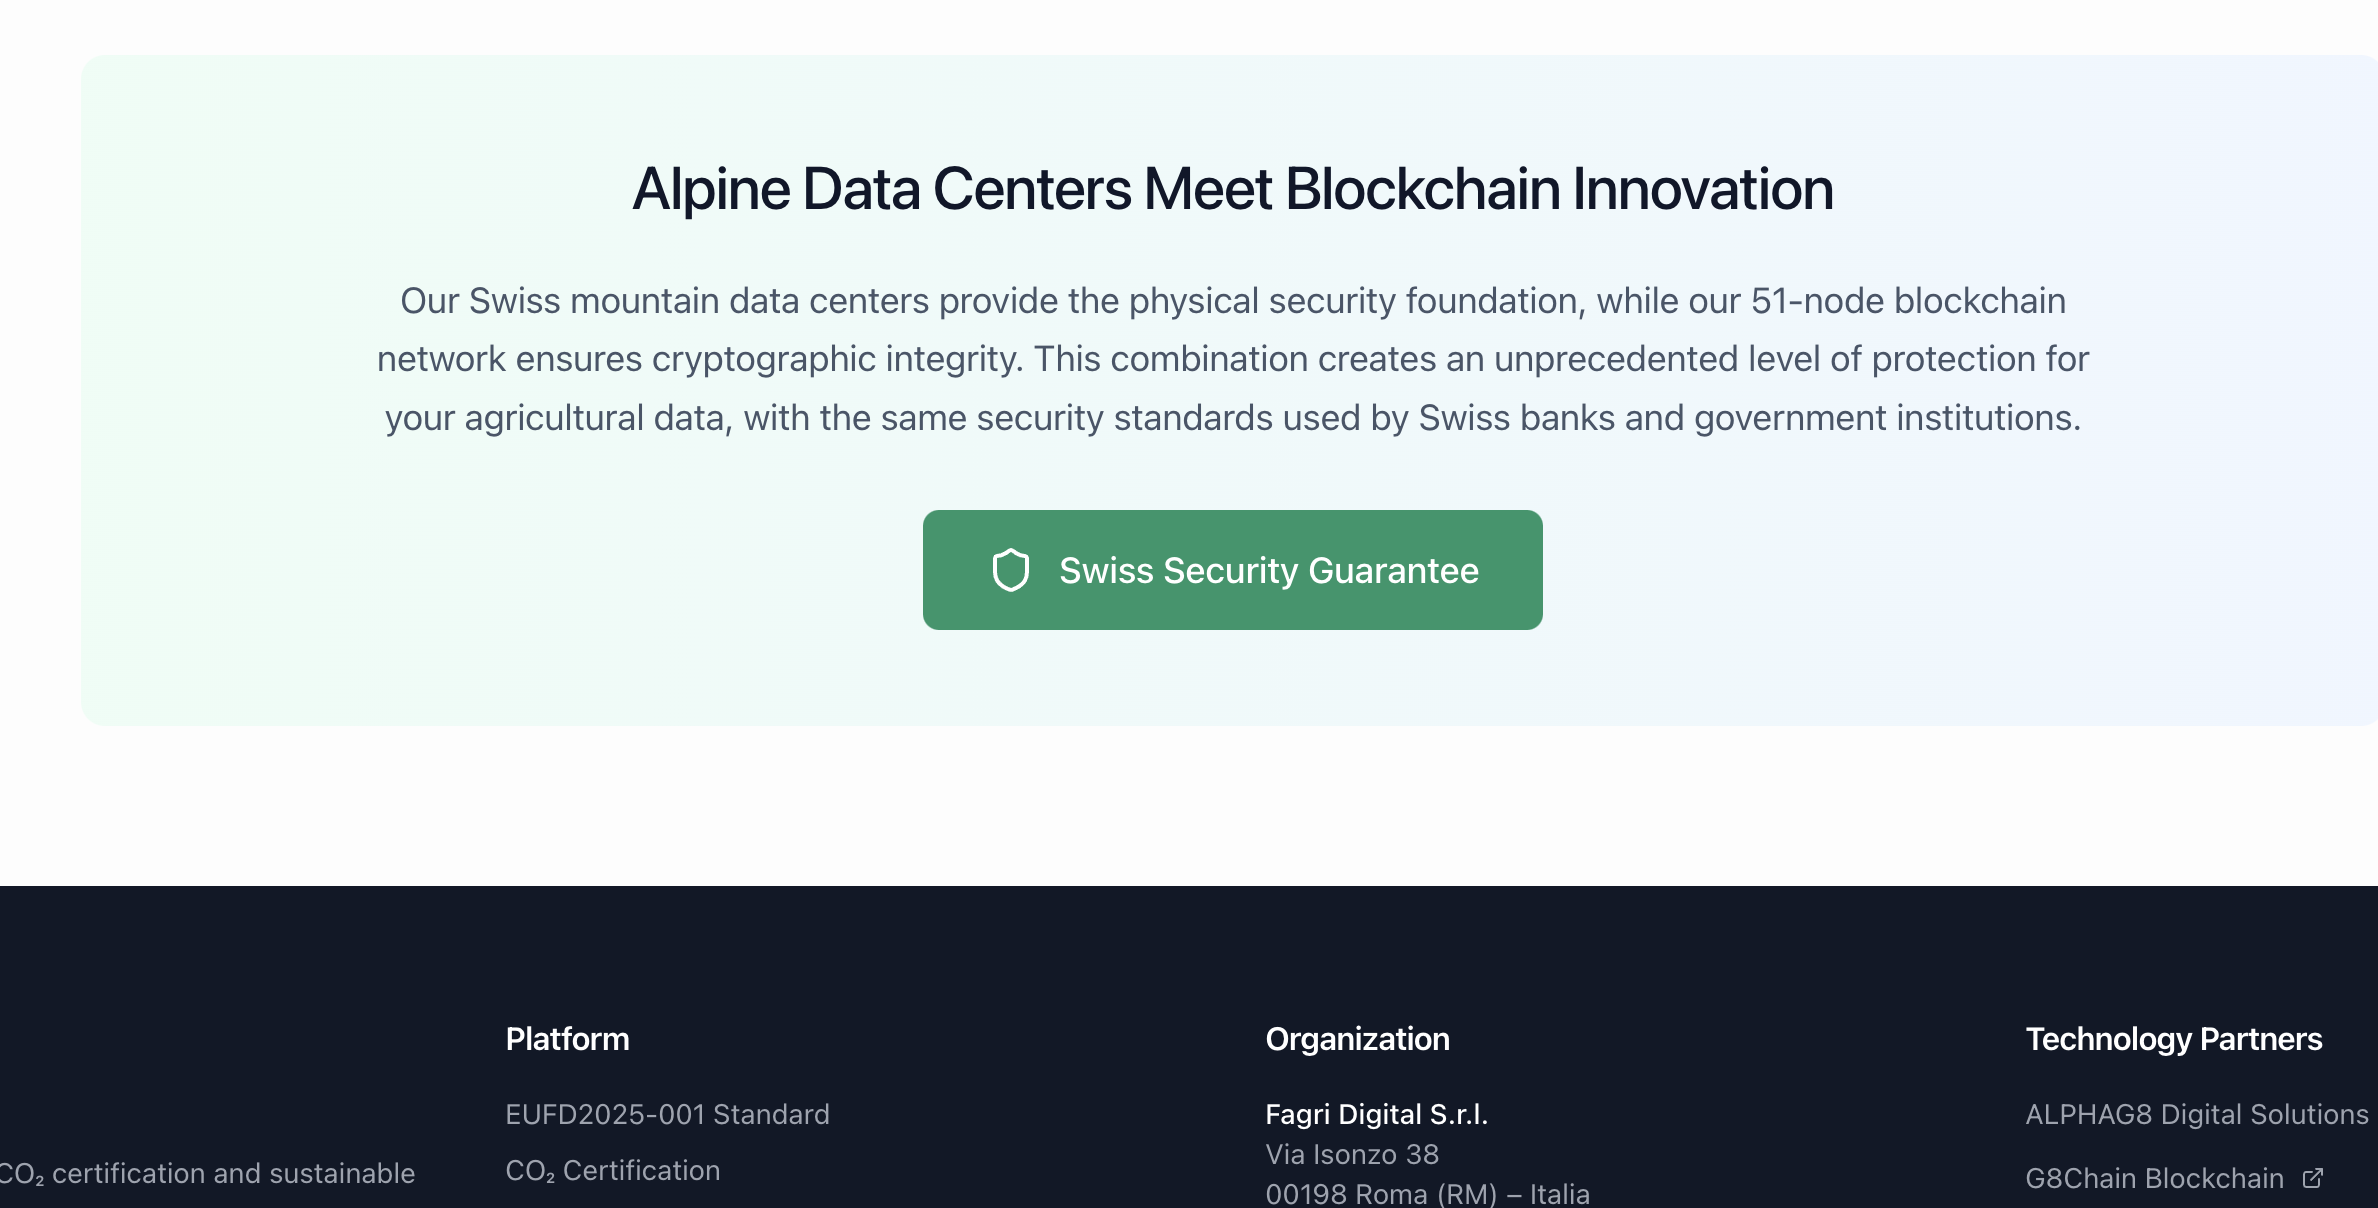 Alpine Data Centers Meet Blockchain Innovation
Our Swiss mountain data centers provide the physical security foundation, while our 51-node blockchain
network ensures cryptographic integrity. This combination creates an unprecedented level of protection for
your agricultural data, with the same security standards used by Swiss banks and government institutions.
Swiss Security Guarantee
CO₂ certification and sustainable
Platform
EUFD2025-001 Standard
CO₂ Certification
Organization
Fagri Digital S.r.l.
Via Isonzo 38
00198 Roma (RM) – Italia
Technology Partners
ALPHAG8 Digital Solutions
G8Chain Blockchain